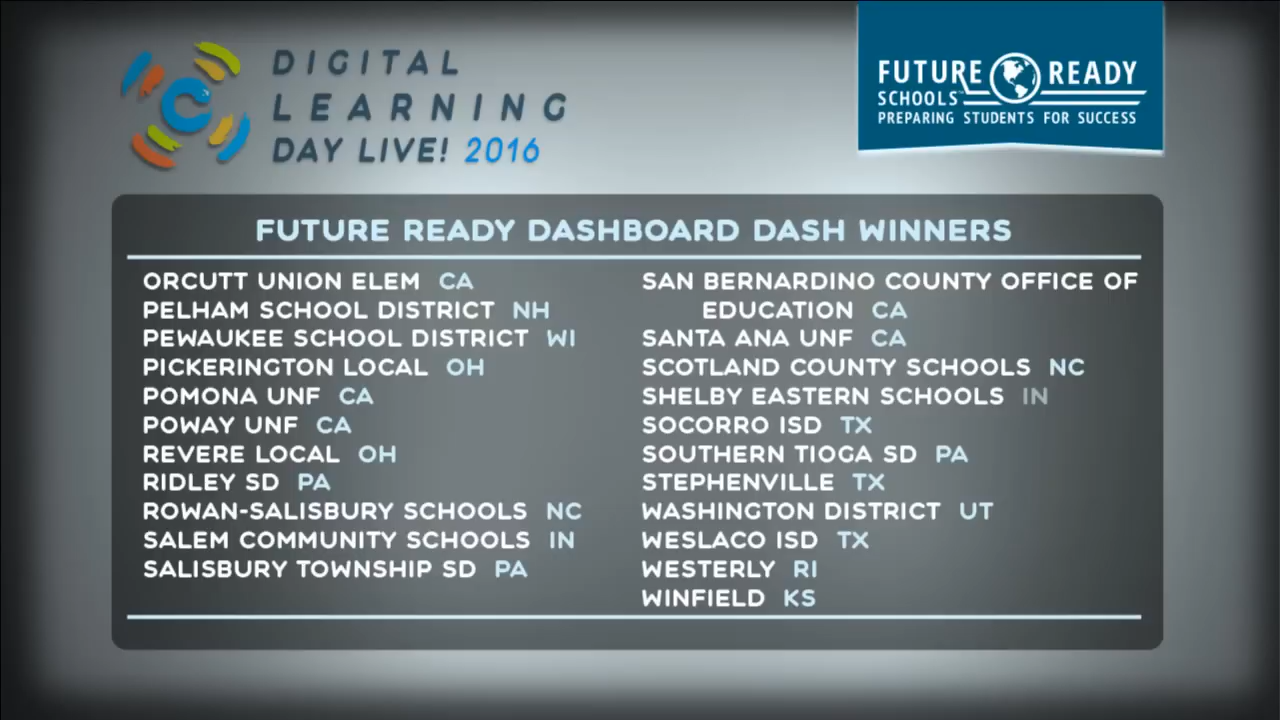 DIGITAL
LEARNING
DAY LIVE! 2016
FUTURE READY
SCHOOLS™
PREPARING STUDENTS FOR SUCCESS
FUTURE READY DASHBOARD DASH WINNERS
ORCUTT UNION ELEM CA
PELHAM SCHOOL DISTRICT NH
PEWAUKEE SCHOOL DISTRICT WI
PICKERINGTON LOCAL OH
POMONA UNF CA
POWAY UNF CA
REVERE LOCAL OH
RIDLEY SD PA
ROWAN-SALISBURY SCHOOLS NC
SALEM COMMUNITY SCHOOLS IN
SALISBURY TOWNSHIP SD PA
SAN BERNARDINO COUNTY OFFICE OF
EDUCATION CA
SANTA ANA UNF CA
SCOTLAND COUNTY SCHOOLS NC
SHELBY EASTERN SCHOOLS IN
SOCORRO ISD TX
SOUTHERN TIOGA SD PA
STEPHENVILLE TX
WASHINGTON DISTRICT UT
WESLACO ISD TX
WESTERLY RI
WINFIELD KS